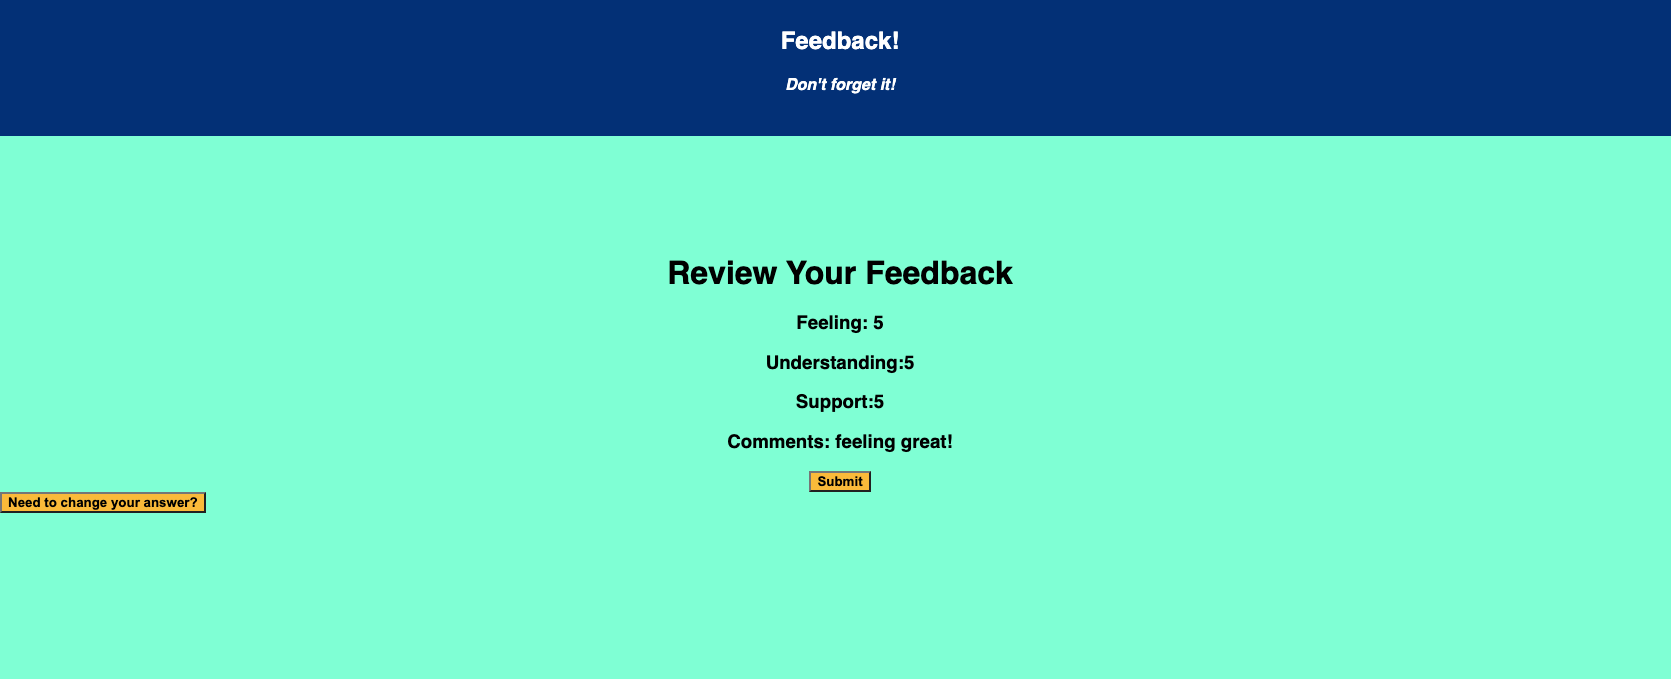 Feedback!
Don't forget it!
Review Your Feedback
Feeling: 5
Understanding:5
Support:5
Comments: feeling great!
Submit
Need to change your answer?